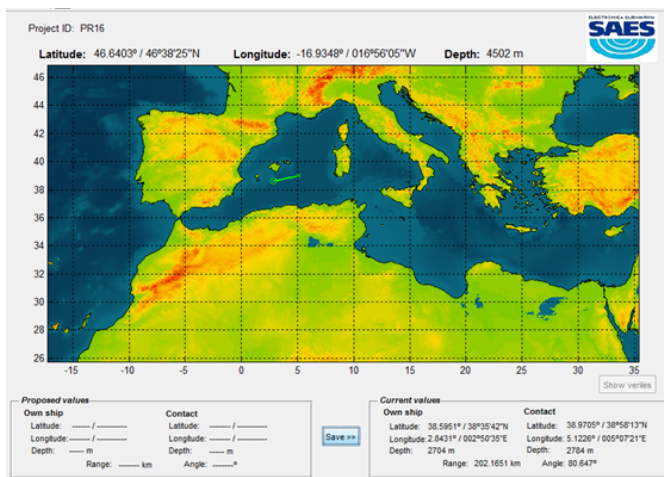 ELECTRÓNICA SUBMARINA
SAES
Project ID: PR16
Latitude: 46.6403º / 46º38'25"N Longitude: -16.9348º / 016º56'05"W Depth: 4502 m
46
44
42
40
38
36
34
32
30
28
26
-15 -10 -5 0 5 10 15 20 25 30 35
Show veriles
Proposed values
Own ship Contact
Latitude: ------ / ------------ Latitude: ------ / ------------
Longitude: ------ / ------------ Longitude: ------ / ------------
Depth: ----- m Depth: ----- m
Range: ------- km Angle: -------º
Save >>
Current values
Own ship Contact
Latitude: 38.5951º / 38º35'42"N Latitude: 38.9705º / 38º58'13"N
Longitude: 2.8431º / 002º50'35"E Longitude: 5.1226º / 005º07'21"E
Depth: 2704 m Depth: 2784 m
Range: 202.1651 km Angle: 80.647º